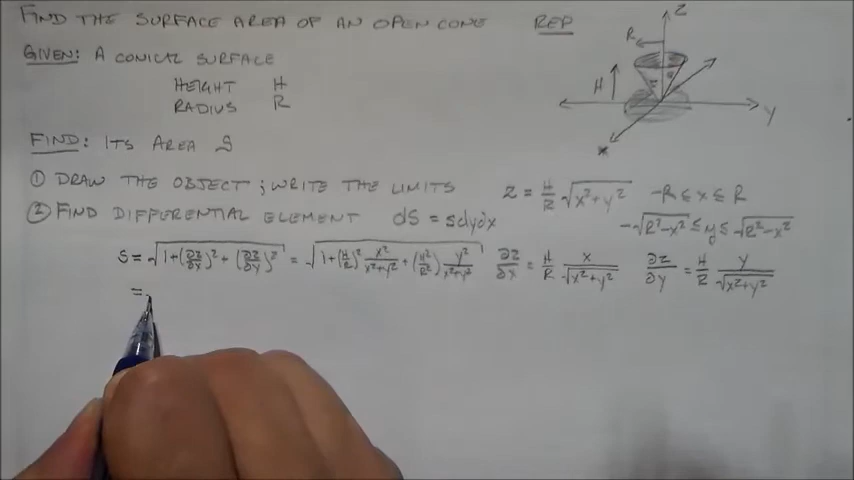 FIND THE SURFACE AREA OF AN OPEN CONE REP
GIVEN: A CONICAL SURFACE
HEIGHT H
RADIUS R
FIND: ITS AREA S
① DRAW THE OBJECT; WRITE THE LIMITS Z = H/R √(x²+y²) -R ≤ x ≤ R
-√(R²-x²) ≤ y ≤ √(R²-x²)
② FIND DIFFERENTIAL ELEMENT dS = sdydx
S = √(1+(∂z/∂x)²+(∂z/∂y)²) = √(1+(H/R)² x²/(x²+y²) + (H²/R²) y²/(x²+y²)) ∂z/∂x = H/R x/√(x²+y²) ∂z/∂y = H/R y/√(x²+y²)
=
Z
R
H
Y
x